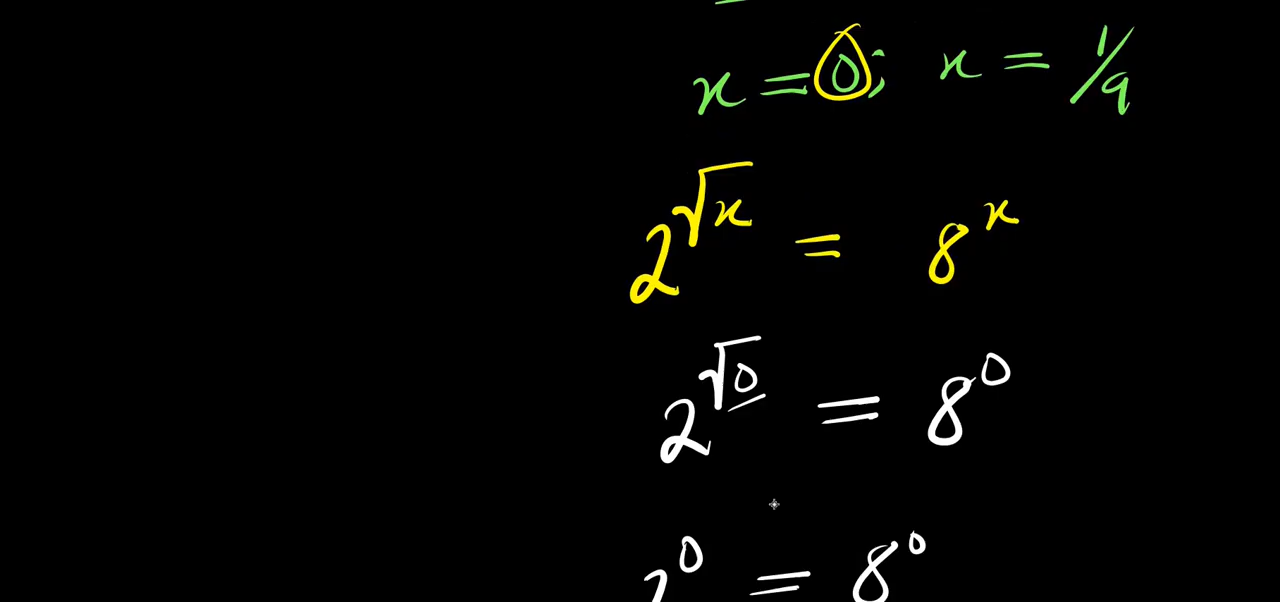 x = 0; x = 1/9
2^√x = 8^x
2^√0 = 8^0
2^0 = 8^0